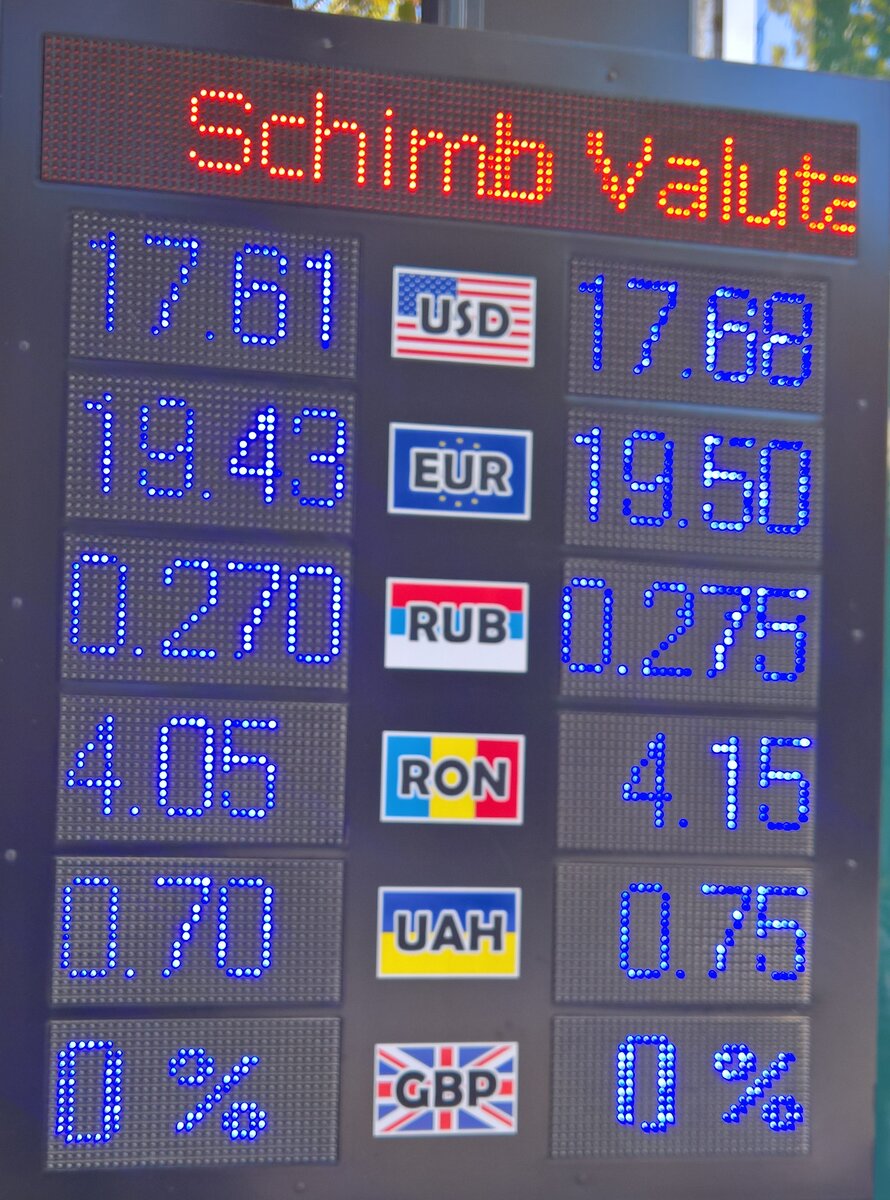 Schimb Valuta
17.61 USD 17.68
19.43 EUR 19.50
0.270 RUB 0.275
4.05 RON 4.15
0.70 UAH 0.75
0 % GBP 0 %